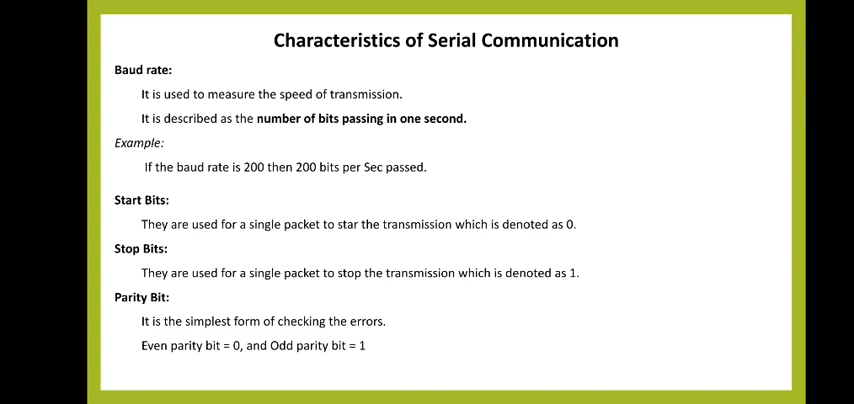 Characteristics of Serial Communication
Baud rate:
It is used to measure the speed of transmission.
It is described as the number of bits passing in one second.
Example:
If the baud rate is 200 then 200 bits per Sec passed.
Start Bits:
They are used for a single packet to star the transmission which is denoted as 0.
Stop Bits:
They are used for a single packet to stop the transmission which is denoted as 1.
Parity Bit:
It is the simplest form of checking the errors.
Even parity bit = 0, and Odd parity bit = 1